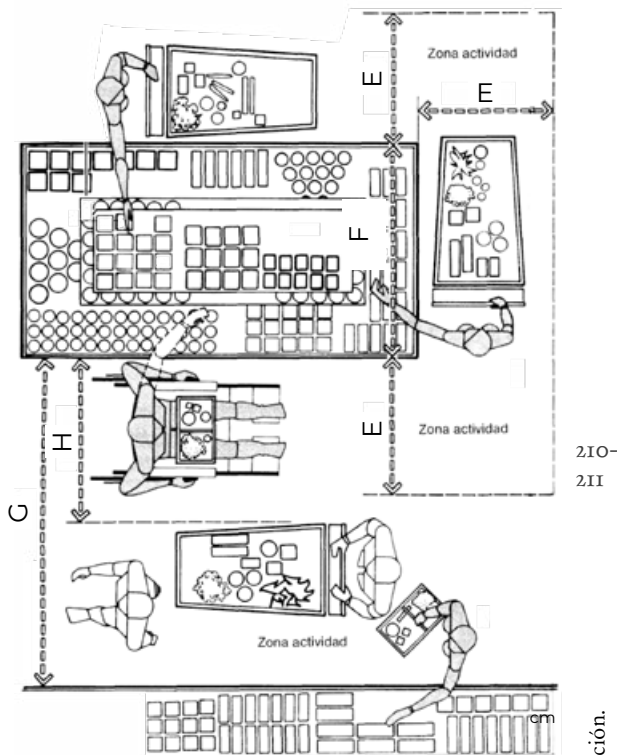 Zona actividad
E
E
F
E
Zona actividad
H
G
210-
211
Zona actividad
cm
ción.